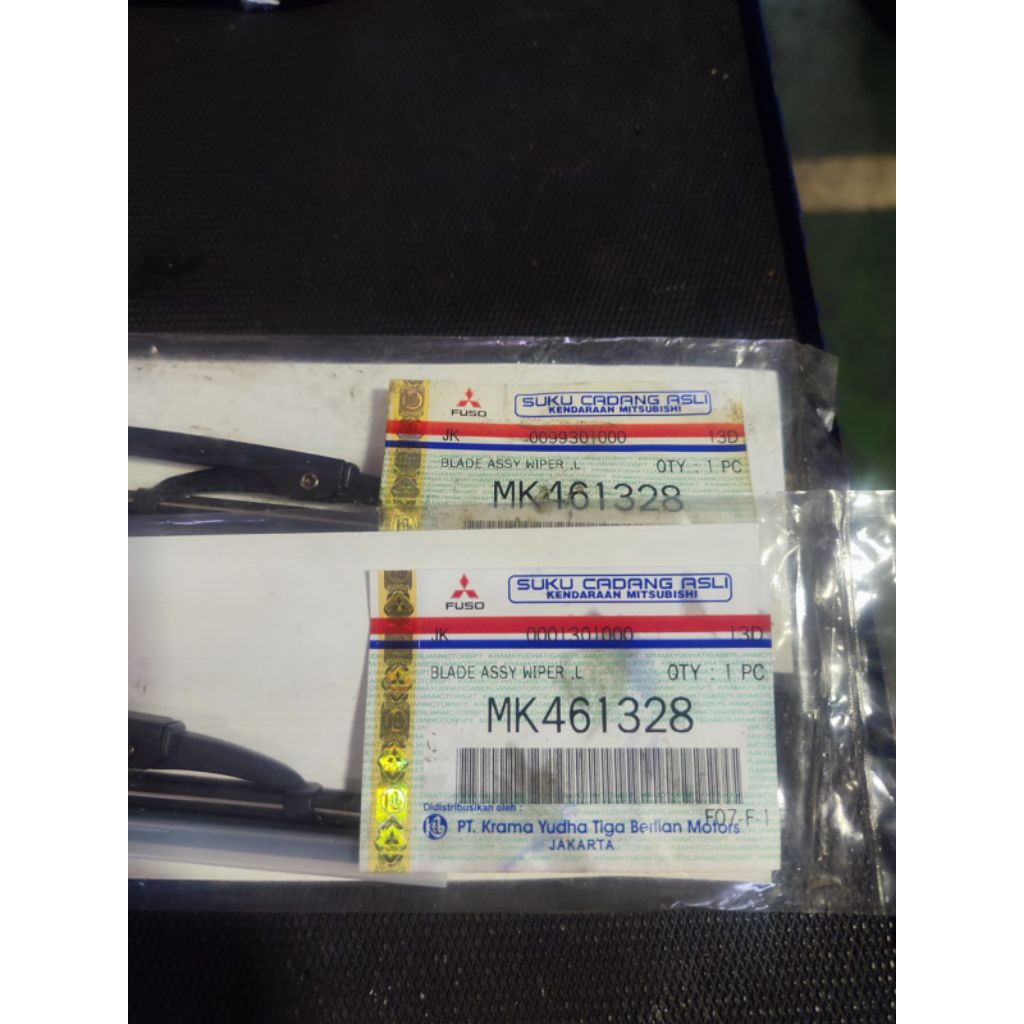 FUSO
SUKU CADANG ASLI
KENDARAAN MITSUBISHI
JK 0099301000 13D
BLADE ASSY WIPER ,L QTY : 1 PC
MK461328
FUSO
SUKU CADANG ASLI
KENDARAAN MITSUBISHI
JK 0001301000 13D
BLADE ASSY WIPER ,L QTY : 1 PC
MK461328
Didistribusikan oleh :
F07-F-1
PT. Krama Yudha Tiga Berlian Motors
JAKARTA